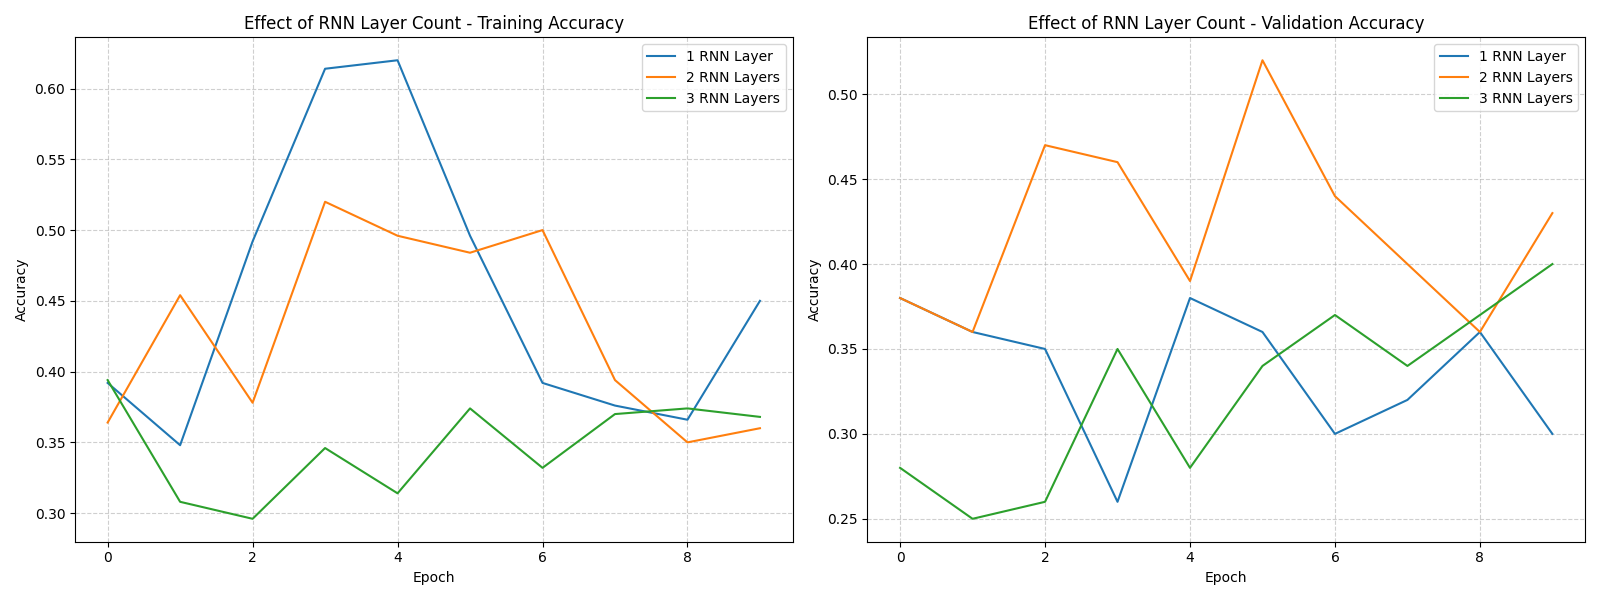 Effect of RNN Layer Count - Training Accuracy
Accuracy
0.60
0.55
0.50
0.45
0.40
0.35
0.30
0
2
4
6
8
Epoch
1 RNN Layer
2 RNN Layers
3 RNN Layers
Effect of RNN Layer Count - Validation Accuracy
Accuracy
0.50
0.45
0.40
0.35
0.30
0.25
0
2
4
6
8
Epoch
1 RNN Layer
2 RNN Layers
3 RNN Layers